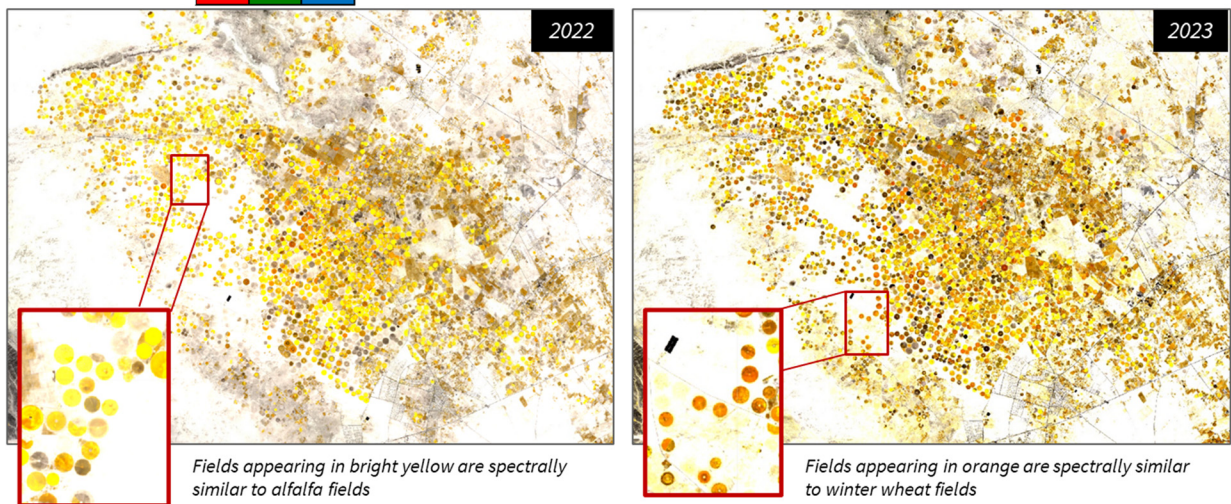 2022
2023
Fields appearing in bright yellow are spectrally
similar to alfalfa fields
Fields appearing in orange are spectrally similar
to winter wheat fields